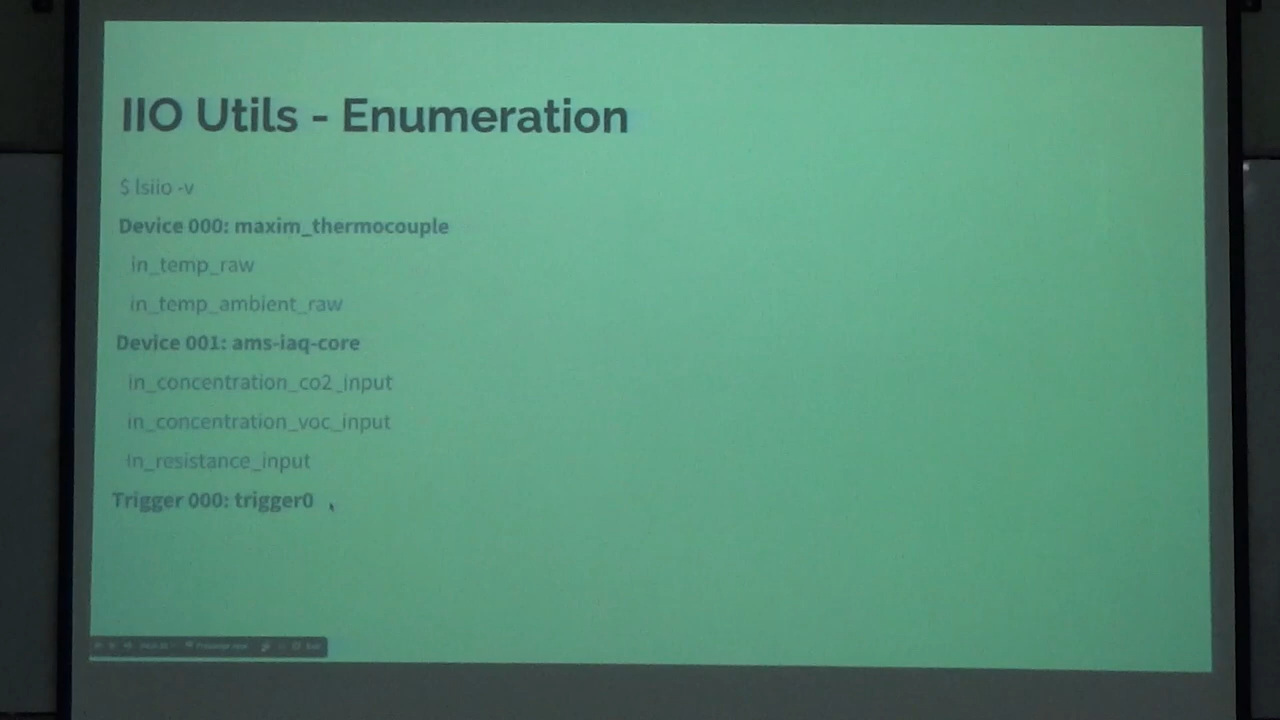 IIO Utils - Enumeration
$ lsiio -v
Device 000: maxim_thermocouple
in_temp_raw
in_temp_ambient_raw
Device 001: ams-iaq-core
in_concentration_co2_input
in_concentration_voc_input
In_resistance_input
Trigger 000: trigger0